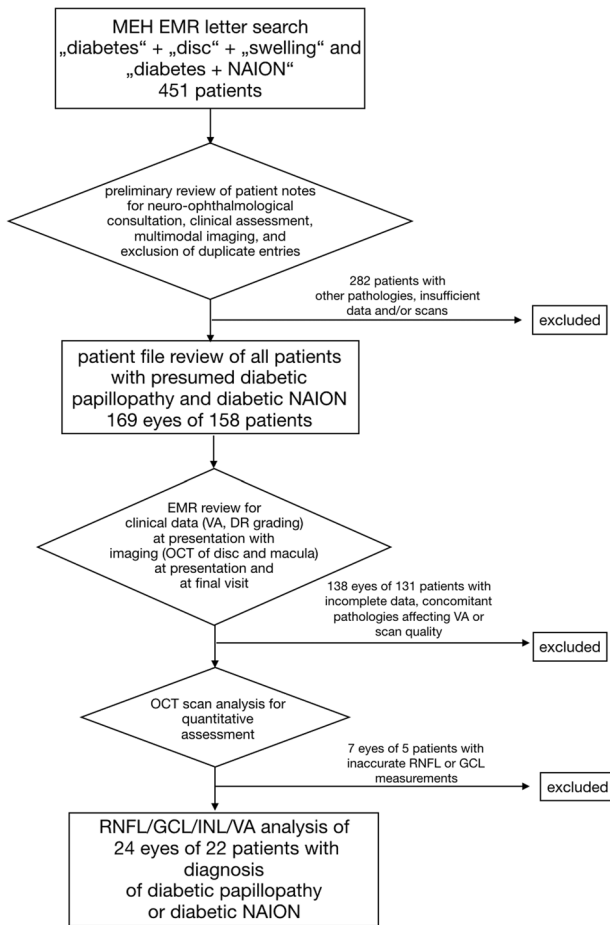 MEH EMR letter search
„diabetes“ + „disc“ + „swelling“ and
„diabetes + NAION“
451 patients
preliminary review of patient notes
for neuro-ophthalmological
consultation, clinical assessment,
multimodal imaging, and
exclusion of duplicate entries
282 patients with
other pathologies, insufficient
data and/or scans
excluded
patient file review of all patients
with presumed diabetic
papillopathy and diabetic NAION
169 eyes of 158 patients
EMR review for
clinical data (VA, DR grading)
at presentation with
imaging (OCT of disc and macula)
at presentation and
at final visit
138 eyes of 131 patients with
incomplete data, concomitant
pathologies affecting VA or
scan quality
excluded
OCT scan analysis for
quantitative
assessment
7 eyes of 5 patients with
inaccurate RNFL or GCL
measurements
excluded
RNFL/GCL/INL/VA analysis of
24 eyes of 22 patients with
diagnosis
of diabetic papillopathy
or diabetic NAION